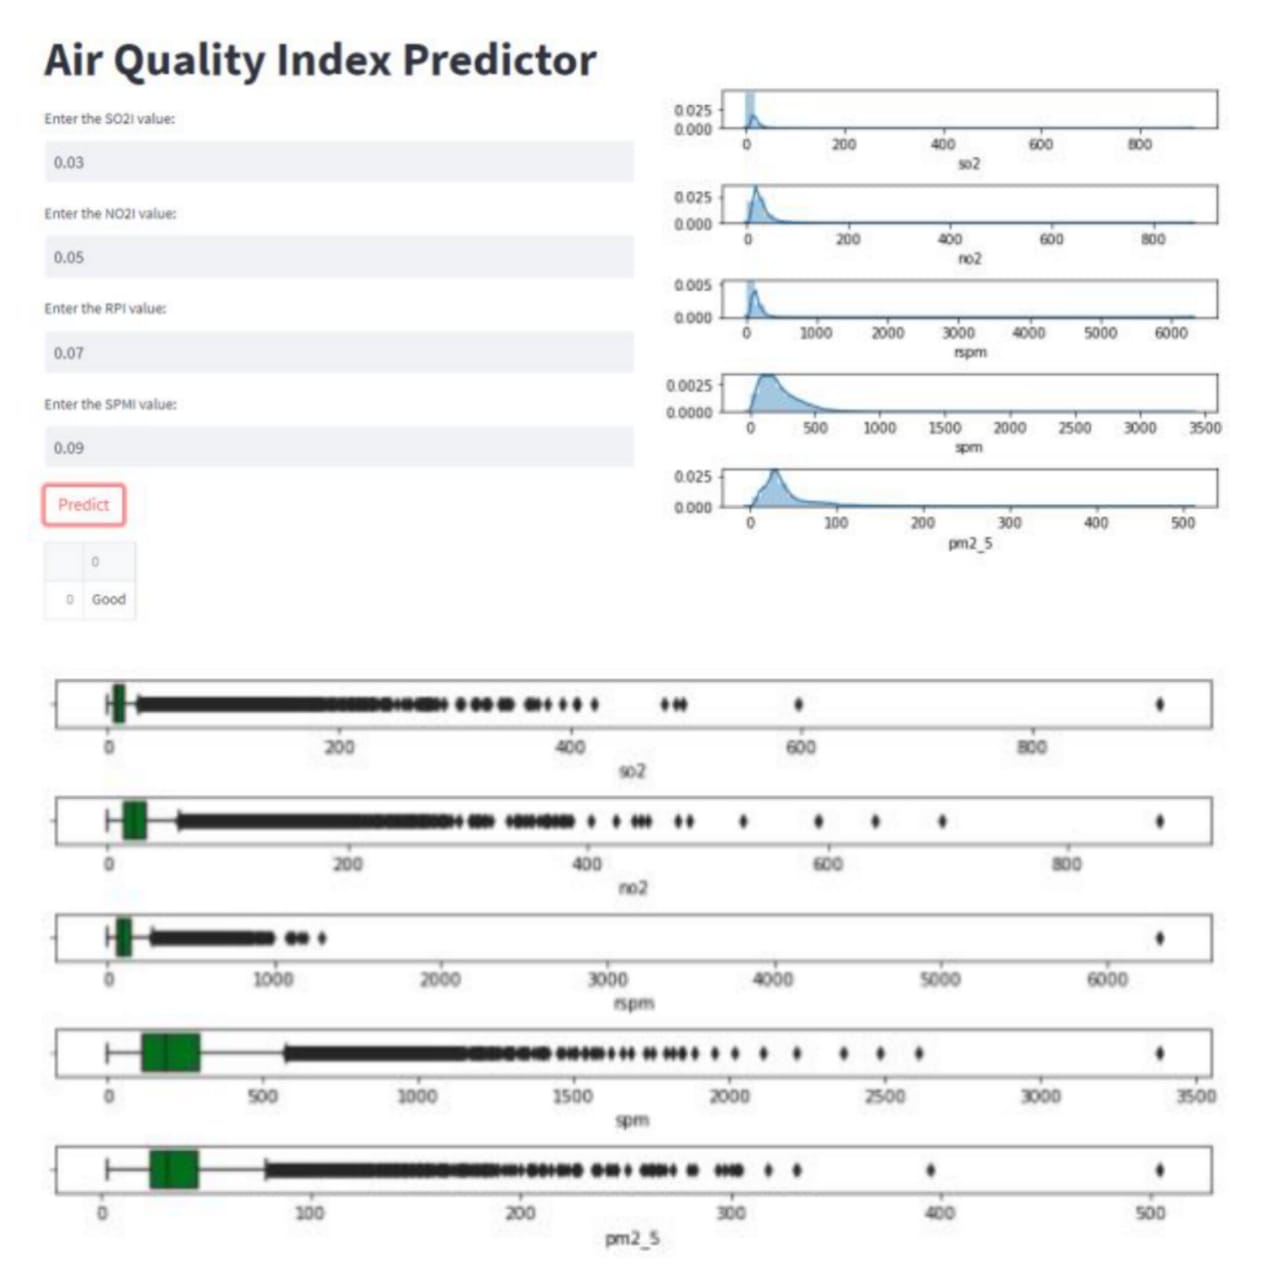 Air Quality Index Predictor
Enter the SO2I value:
0.03
Enter the NO2I value:
0.05
Enter the RPI value:
0.07
Enter the SPMI value:
0.09
Predict
0
0 Good
0.025
0.000
0 200 400 600 800
so2
0.025
0.000
0 200 400 600 800
no2
0.005
0.000
0 1000 2000 3000 4000 5000 6000
rspm
0.0025
0.0000
0 500 1000 1500 2000 2500 3000 3500
spm
0.025
0.000
0 100 200 300 400 500
pm2_5
0 200 400 600 800
so2
0 200 400 600 800
no2
0 1000 2000 3000 4000 5000 6000
rspm
0 500 1000 1500 2000 2500 3000 3500
spm
0 100 200 300 400 500
pm2_5